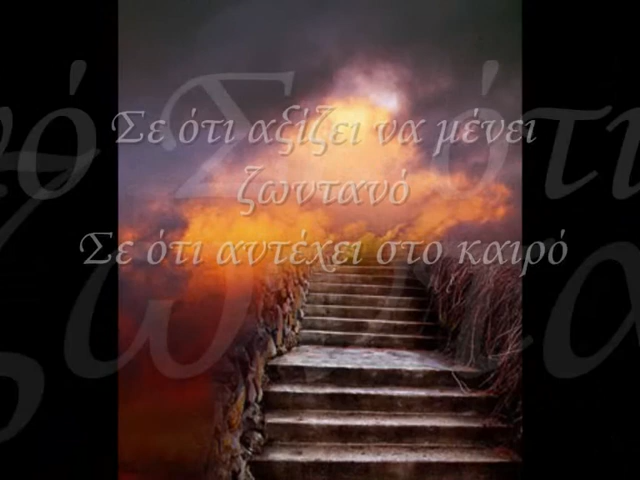 Σε ότι αξίζει να μένει
ζωντανό
Σε ότι αντέχει στο καιρό